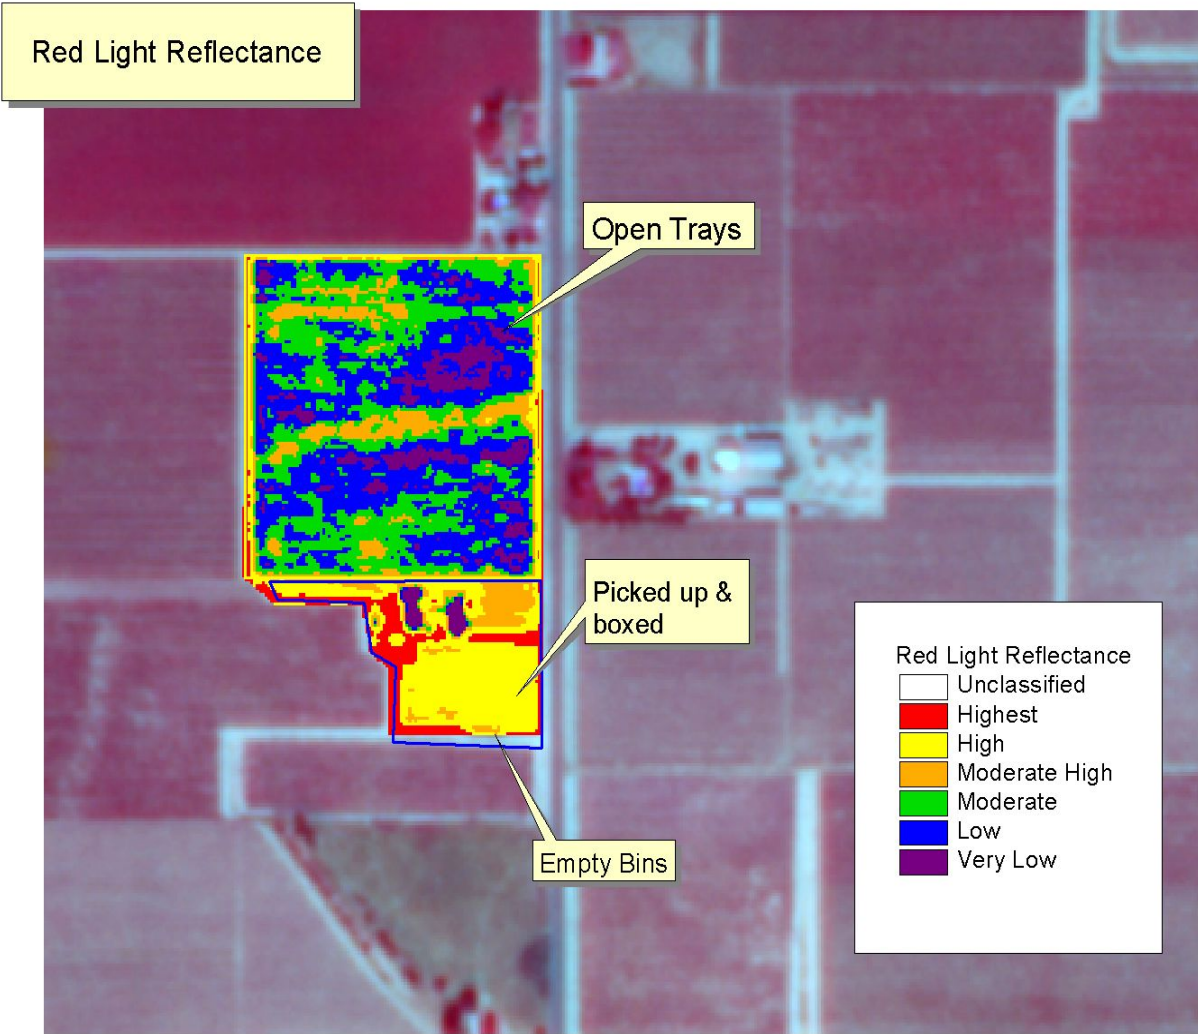 Red Light Reflectance
Open Trays
Picked up &
boxed
Empty Bins
Red Light Reflectance
Unclassified
Highest
High
Moderate High
Moderate
Low
Very Low